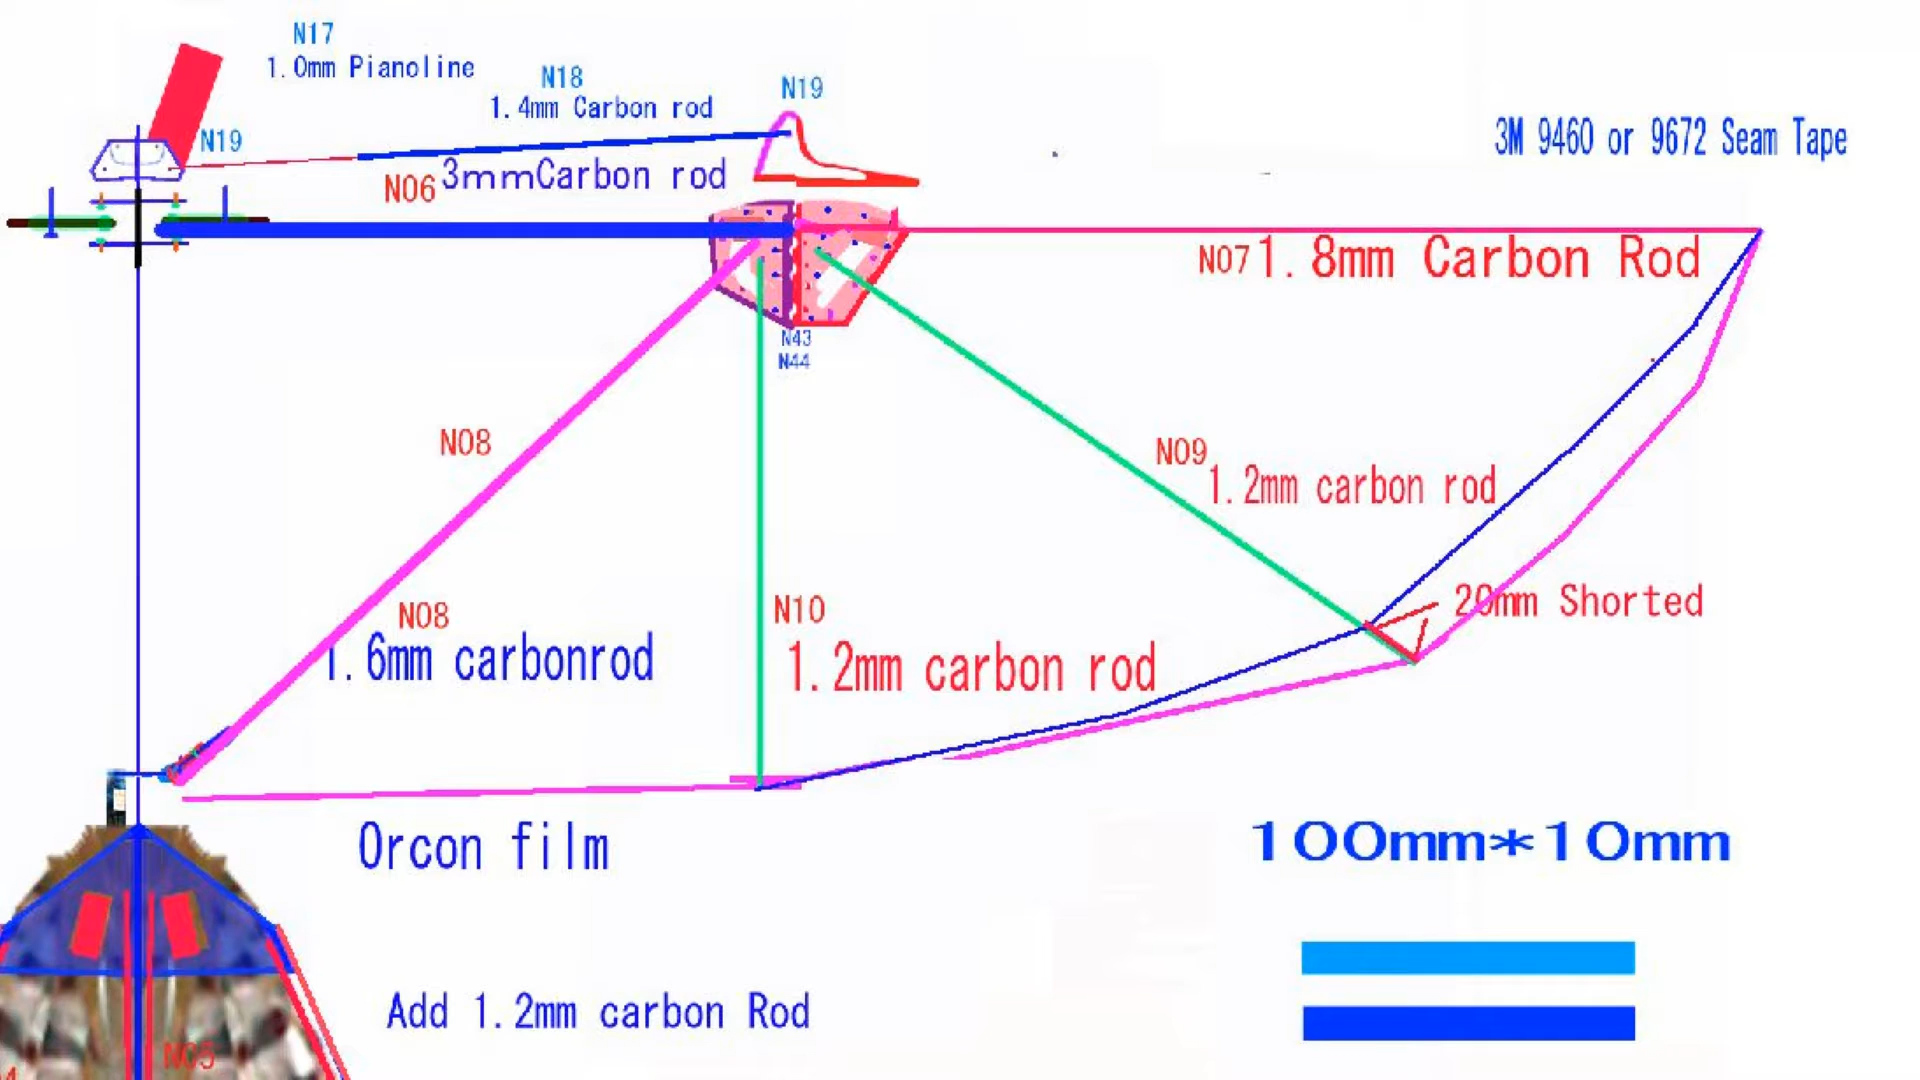 N17
1.0mm Pianoline
N18
1.4mm Carbon rod
N19
N19
3M 9460 or 9672 Seam Tape
N06
3mmCarbon rod
N07
1.8mm Carbon Rod
N43
N44
N08
N09
1.2mm carbon rod
N08
1.6mm carbonrod
N10
1.2mm carbon rod
20mm Shorted
Orcon film
100mm*10mm
Add 1.2mm carbon Rod
N05